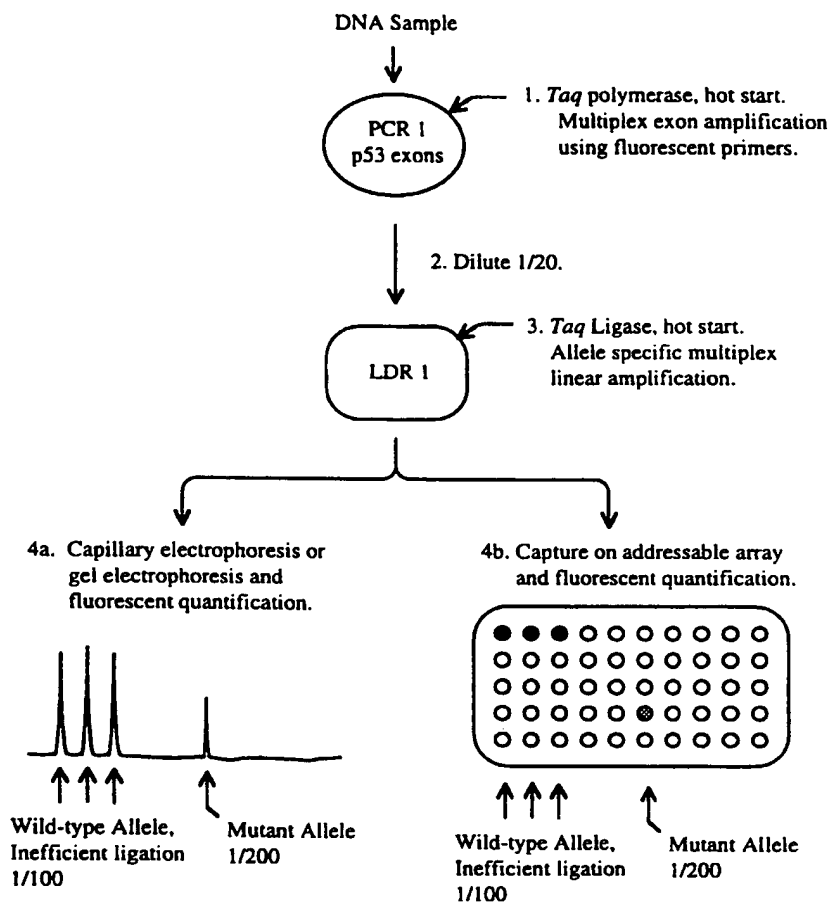 DNA Sample
1. Taq polymerase, hot start.
Multiplex exon amplification
using fluorescent primers.
PCR 1
p53 exons
2. Dilute 1/20.
3. Taq Ligase, hot start.
Allele specific multiplex
linear amplification.
LDR 1
4a. Capillary electrophoresis or
gel electrophoresis and
fluorescent quantification.
4b. Capture on addressable array
and fluorescent quantification.
Wild-type Allele,
Inefficient ligation
1/100
Mutant Allele
1/200
Wild-type Allele,
Inefficient ligation
1/100
Mutant Allele
1/200